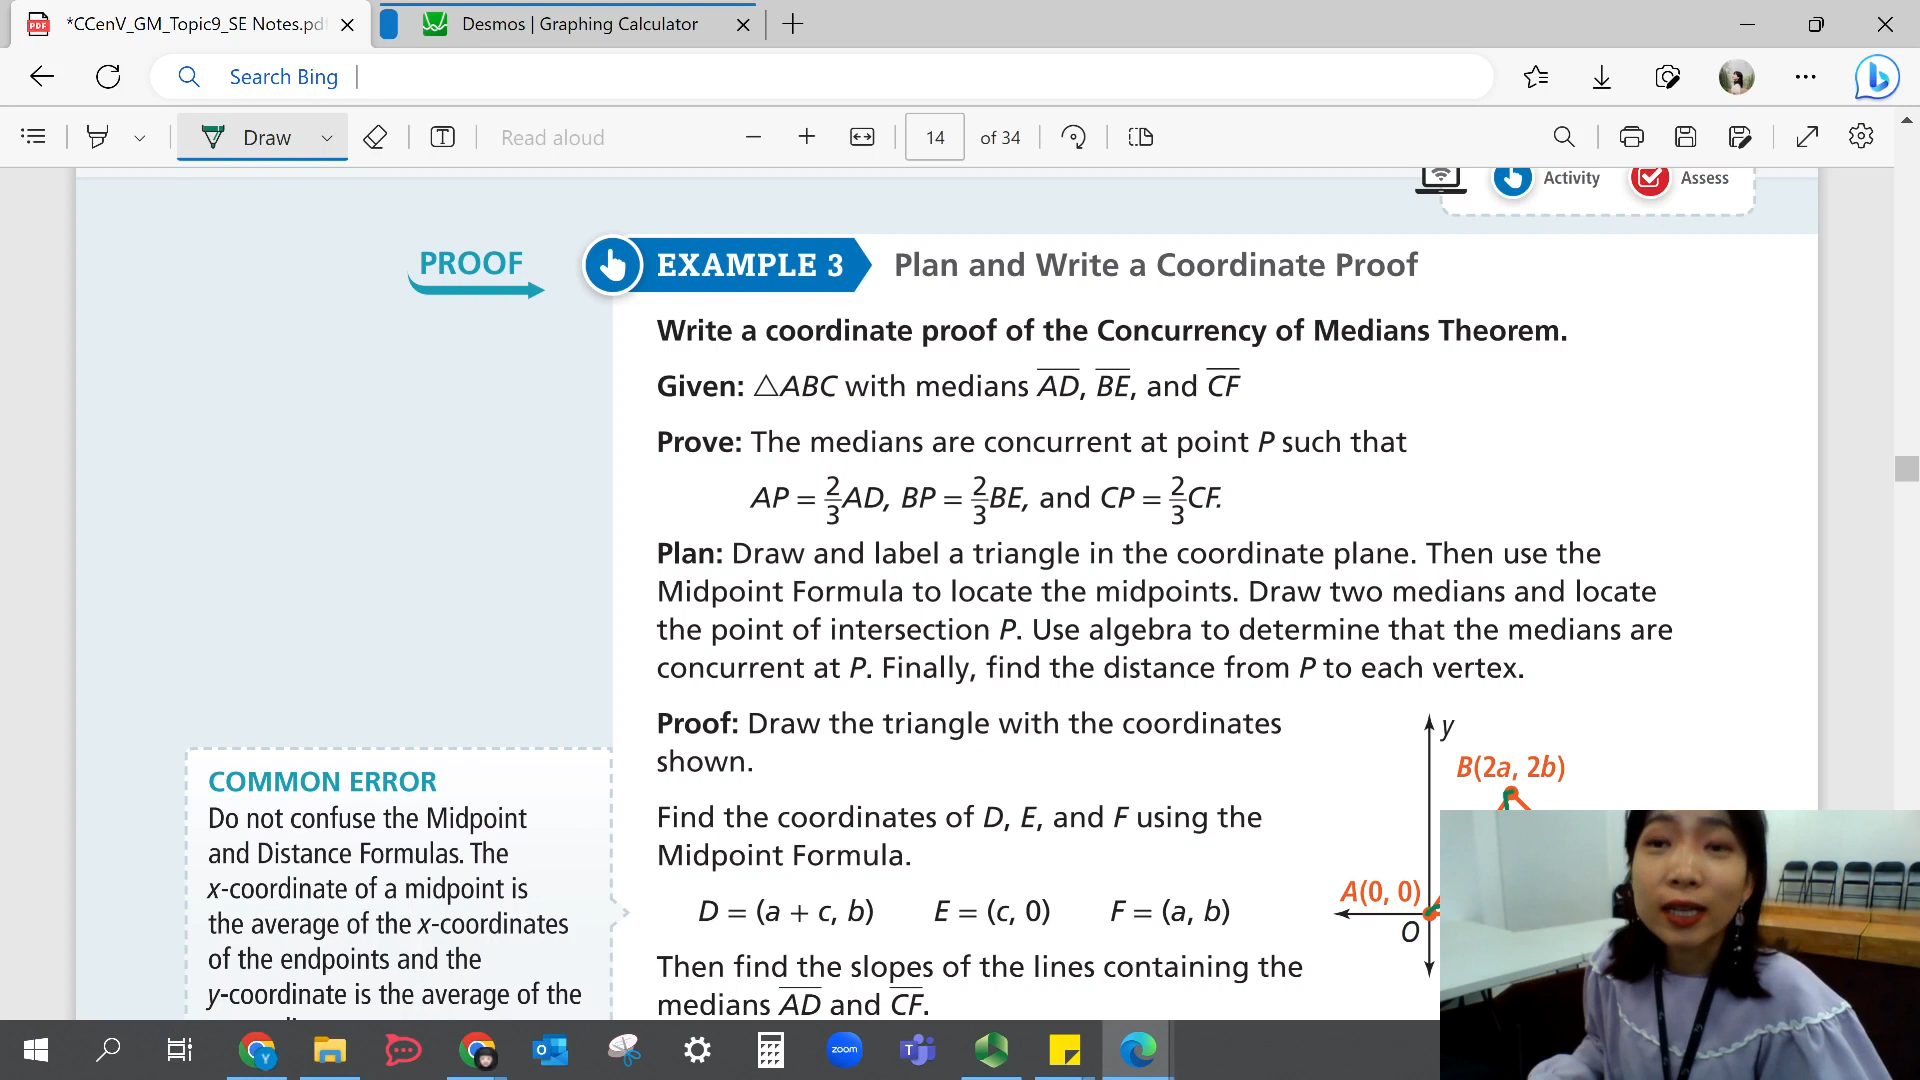 *CCenV_GM_Topic9_SE Notes.pdf
Desmos | Graphing Calculator
Search Bing
Draw
Read aloud
14
of 34
Activity
Assess
PROOF
EXAMPLE 3
Plan and Write a Coordinate Proof
Write a coordinate proof of the Concurrency of Medians Theorem.
Given: △ABC with medians A̅D̅, B̅E̅, and C̅F̅
Prove: The medians are concurrent at point P such that
AP = 2/3 AD, BP = 2/3 BE, and CP = 2/3 CF.
Plan: Draw and label a triangle in the coordinate plane. Then use the
Midpoint Formula to locate the midpoints. Draw two medians and locate
the point of intersection P. Use algebra to determine that the medians are
concurrent at P. Finally, find the distance from P to each vertex.
Proof: Draw the triangle with the coordinates
shown.
Find the coordinates of D, E, and F using the
Midpoint Formula.
D = (a + c, b) E = (c, 0) F = (a, b)
Then find the slopes of the lines containing the
medians A̅D̅ and C̅F̅.
y
B(2a, 2b)
A(0, 0)
O
COMMON ERROR
Do not confuse the Midpoint
and Distance Formulas. The
x-coordinate of a midpoint is
the average of the x-coordinates
of the endpoints and the
y-coordinate is the average of the
zoom